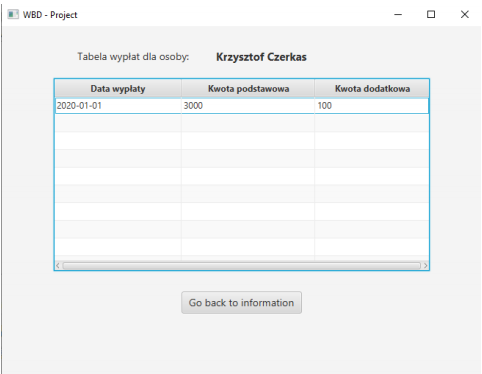 WBD - Project
Tabela wypłat dla osoby: Krzysztof Czerkas
Data wypłaty Kwota podstawowa Kwota dodatkowa
2020-01-01 3000 100
Go back to information